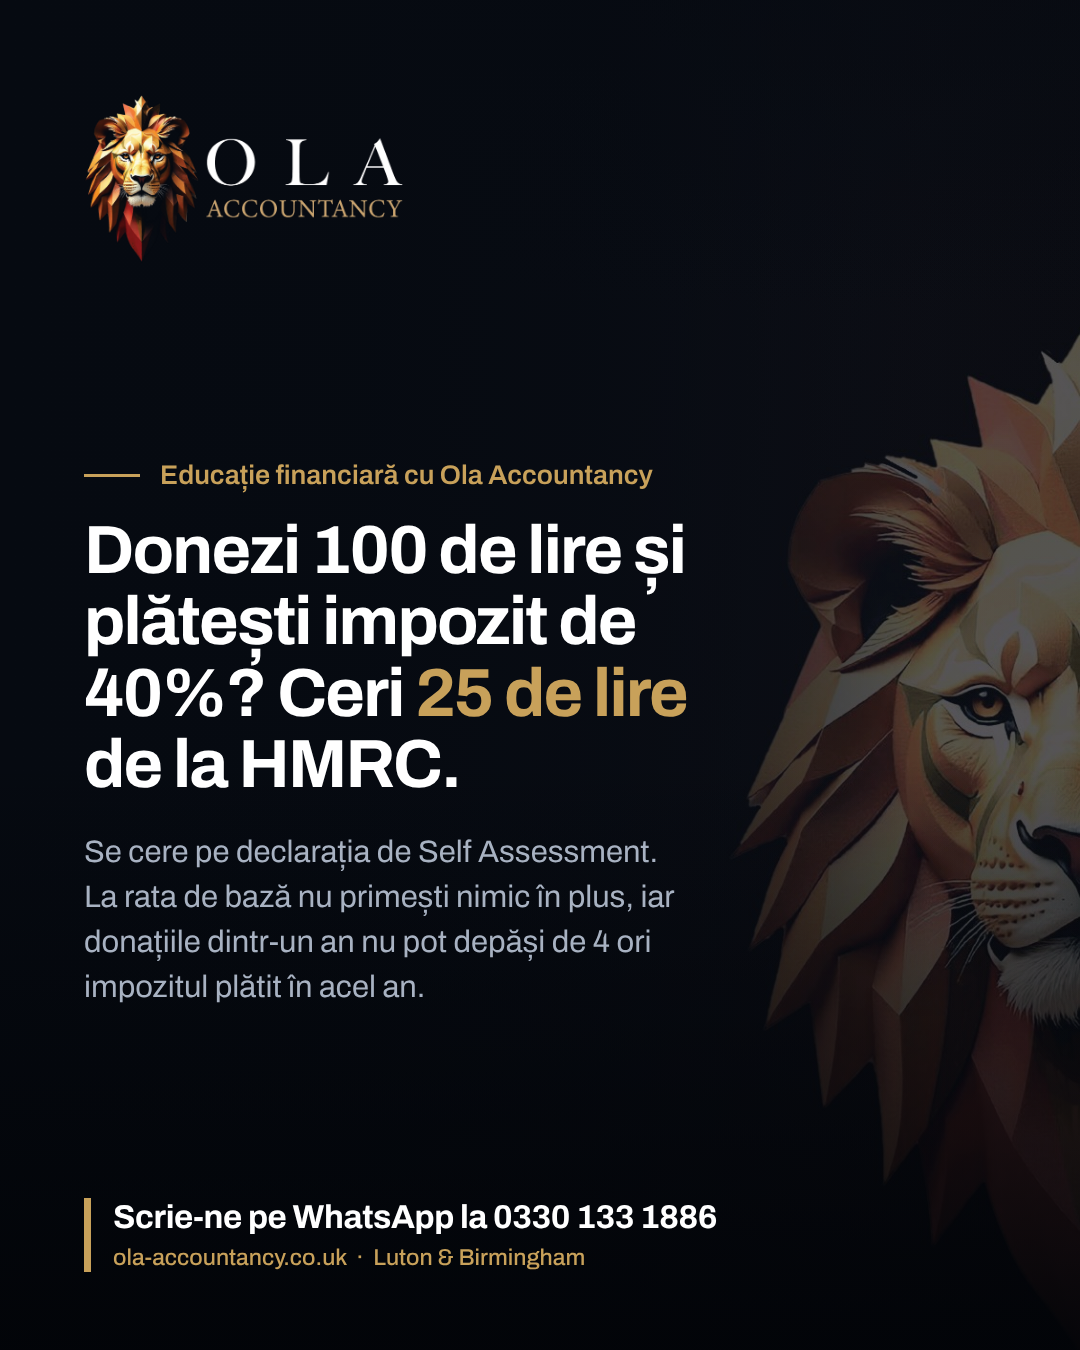 OLA
ACCOUNTANCY
Educație financiară cu Ola Accountancy
Donezi 100 de lire și
plătești impozit de
40%? Ceri 25 de lire
de la HMRC.
Se cere pe declarația de Self Assessment.
La rata de bază nu primești nimic în plus, iar
donațiile dintr-un an nu pot depăși de 4 ori
impozitul plătit în acel an.
Scrie-ne pe WhatsApp la 0330 133 1886
ola-accountancy.co.uk · Luton & Birmingham